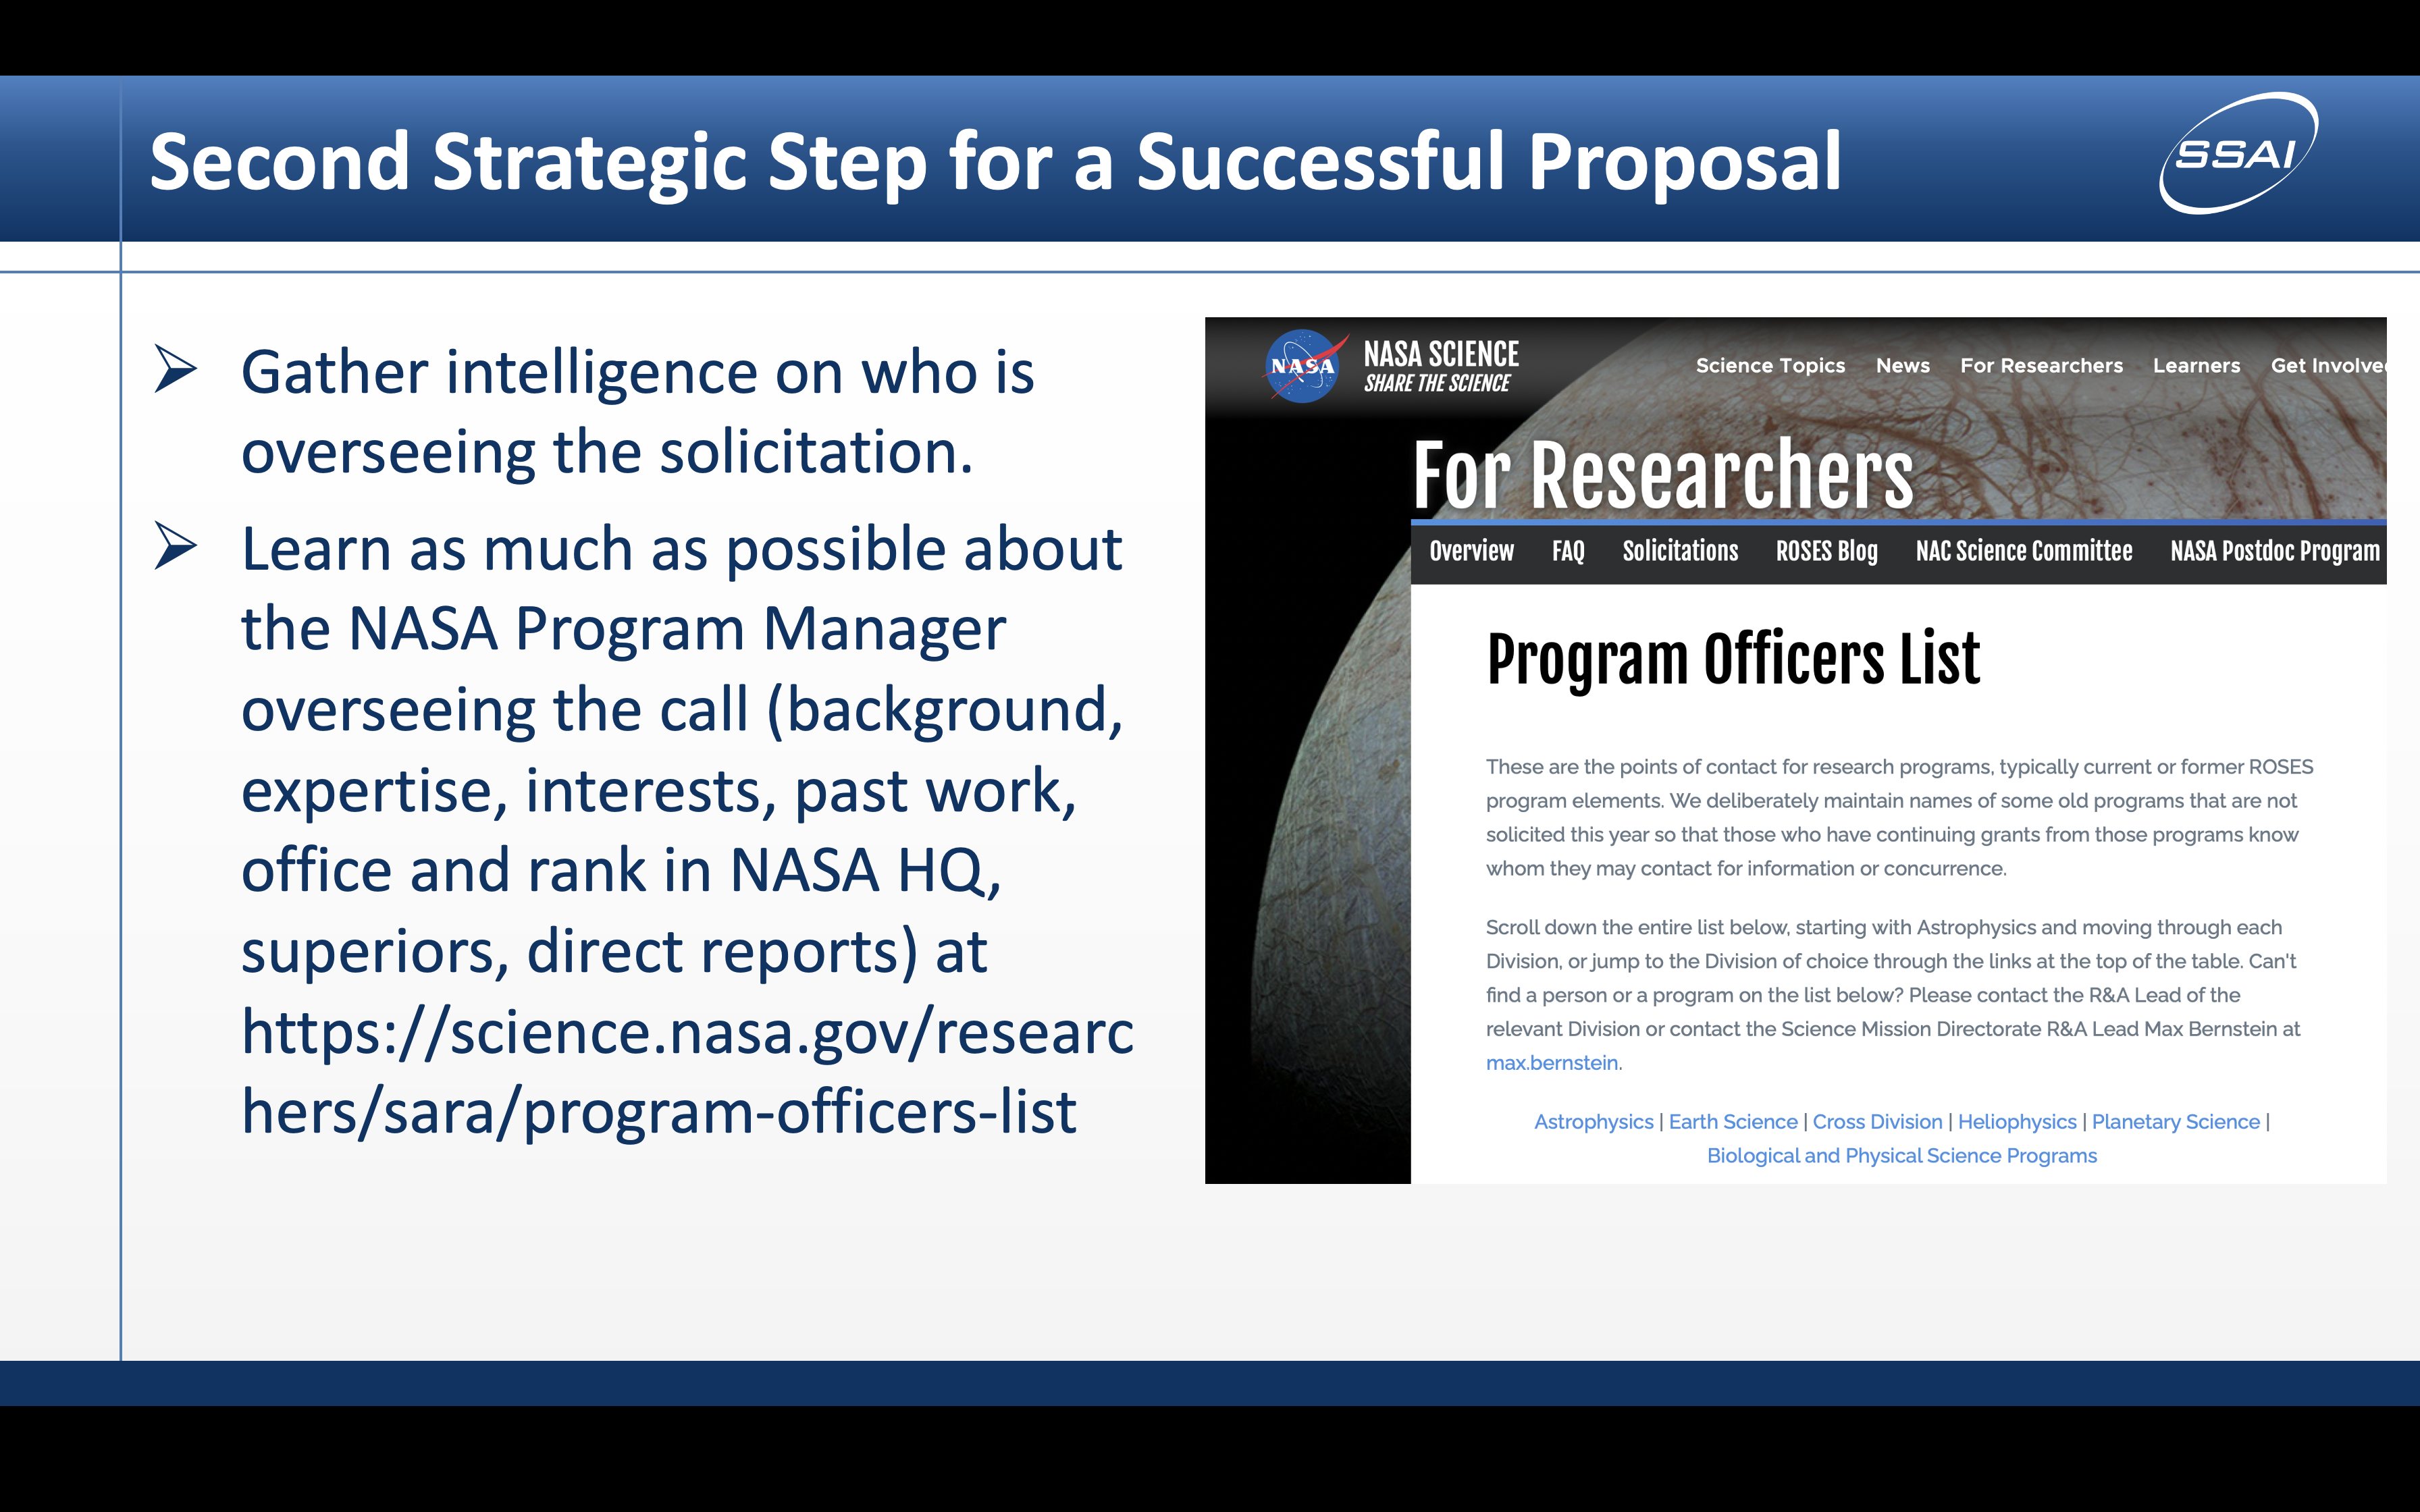 Second Strategic Step for a Successful Proposal
SSAI
Gather intelligence on who is
overseeing the solicitation.
Learn as much as possible about
the NASA Program Manager
overseeing the call (background,
expertise, interests, past work,
office and rank in NASA HQ,
superiors, direct reports) at
https://science.nasa.gov/researc
hers/sara/program-officers-list
NASA
NASA SCIENCE
SHARE THE SCIENCE
Science Topics News For Researchers Learners Get Involve
For Researchers
Overview FAQ Solicitations ROSES Blog NAC Science Committee NASA Postdoc Program
Program Officers List
These are the points of contact for research programs, typically current or former ROSES
program elements. We deliberately maintain names of some old programs that are not
solicited this year so that those who have continuing grants from those programs know
whom they may contact for information or concurrence.
Scroll down the entire list below, starting with Astrophysics and moving through each
Division, or jump to the Division of choice through the links at the top of the table. Can't
find a person or a program on the list below? Please contact the R&A Lead of the
relevant Division or contact the Science Mission Directorate R&A Lead Max Bernstein at
max.bernstein.
Astrophysics | Earth Science | Cross Division | Heliophysics | Planetary Science |
Biological and Physical Science Programs